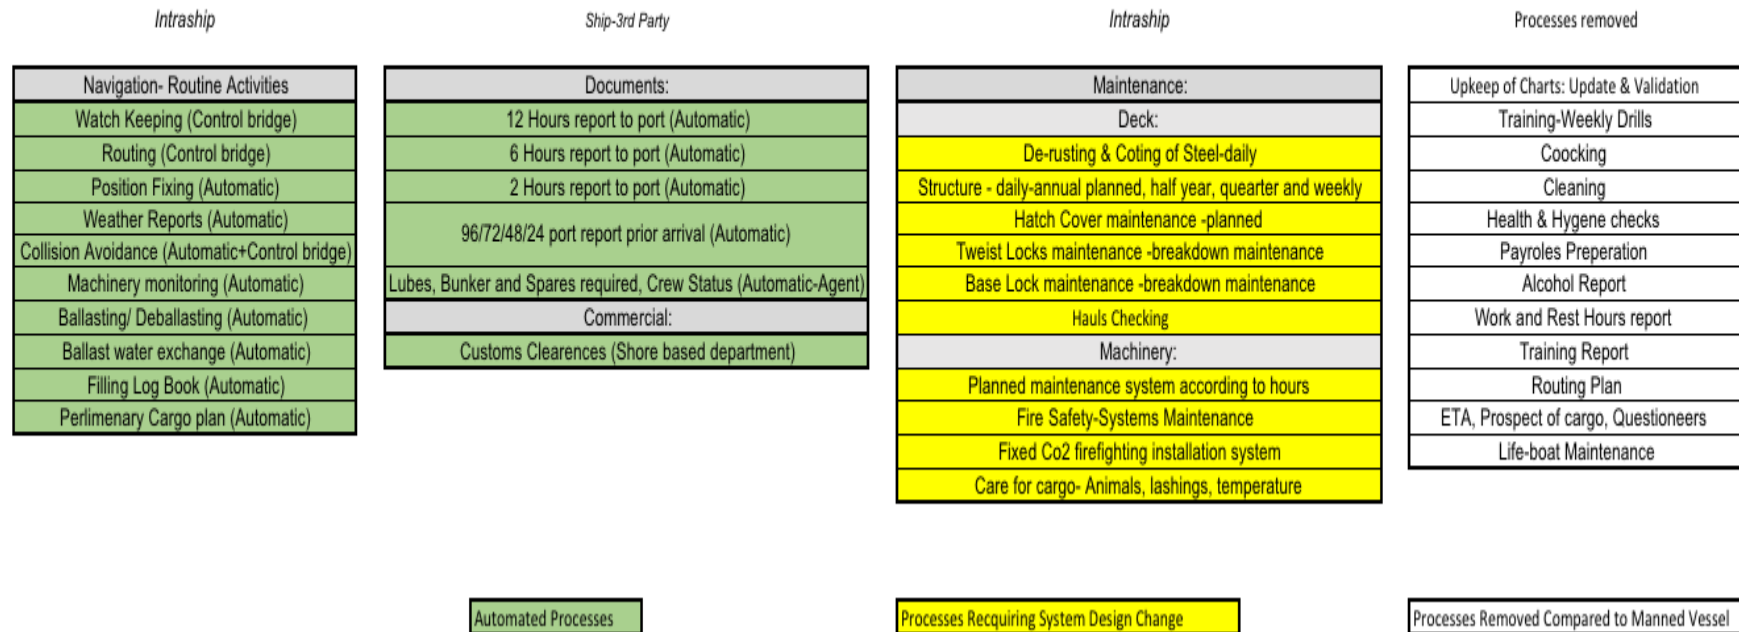 Intraship
Navigation- Routine Activities
Watch Keeping (Control bridge)
Routing (Control bridge)
Position Fixing (Automatic)
Weather Reports (Automatic)
Collision Avoidance (Automatic+Control bridge)
Machinery monitoring (Automatic)
Ballasting/ Deballasting (Automatic)
Ballast water exchange (Automatic)
Filling Log Book (Automatic)
Perlimenary Cargo plan (Automatic)
Ship-3rd Party
Documents:
12 Hours report to port (Automatic)
6 Hours report to port (Automatic)
2 Hours report to port (Automatic)
96/72/48/24 port report prior arrival (Automatic)
Lubes, Bunker and Spares required, Crew Status (Automatic-Agent)
Commercial:
Customs Clearences (Shore based department)
Intraship
Maintenance:
Deck:
De-rusting & Coting of Steel-daily
Structure - daily-annual planned, half year, quearter and weekly
Hatch Cover maintenance -planned
Tweist Locks maintenance -breakdown maintenance
Base Lock maintenance -breakdown maintenance
Hauls Checking
Machinery:
Planned maintenance system according to hours
Fire Safety-Systems Maintenance
Fixed Co2 firefighting installation system
Care for cargo- Animals, lashings, temperature
Processes removed
Upkeep of Charts: Update & Validation
Training-Weekly Drills
Coocking
Cleaning
Health & Hygene checks
Payroles Preperation
Alcohol Report
Work and Rest Hours report
Training Report
Routing Plan
ETA, Prospect of cargo, Questioneers
Life-boat Maintenance
Automated Processes
Processes Recquiring System Design Change
Processes Removed Compared to Manned Vessel